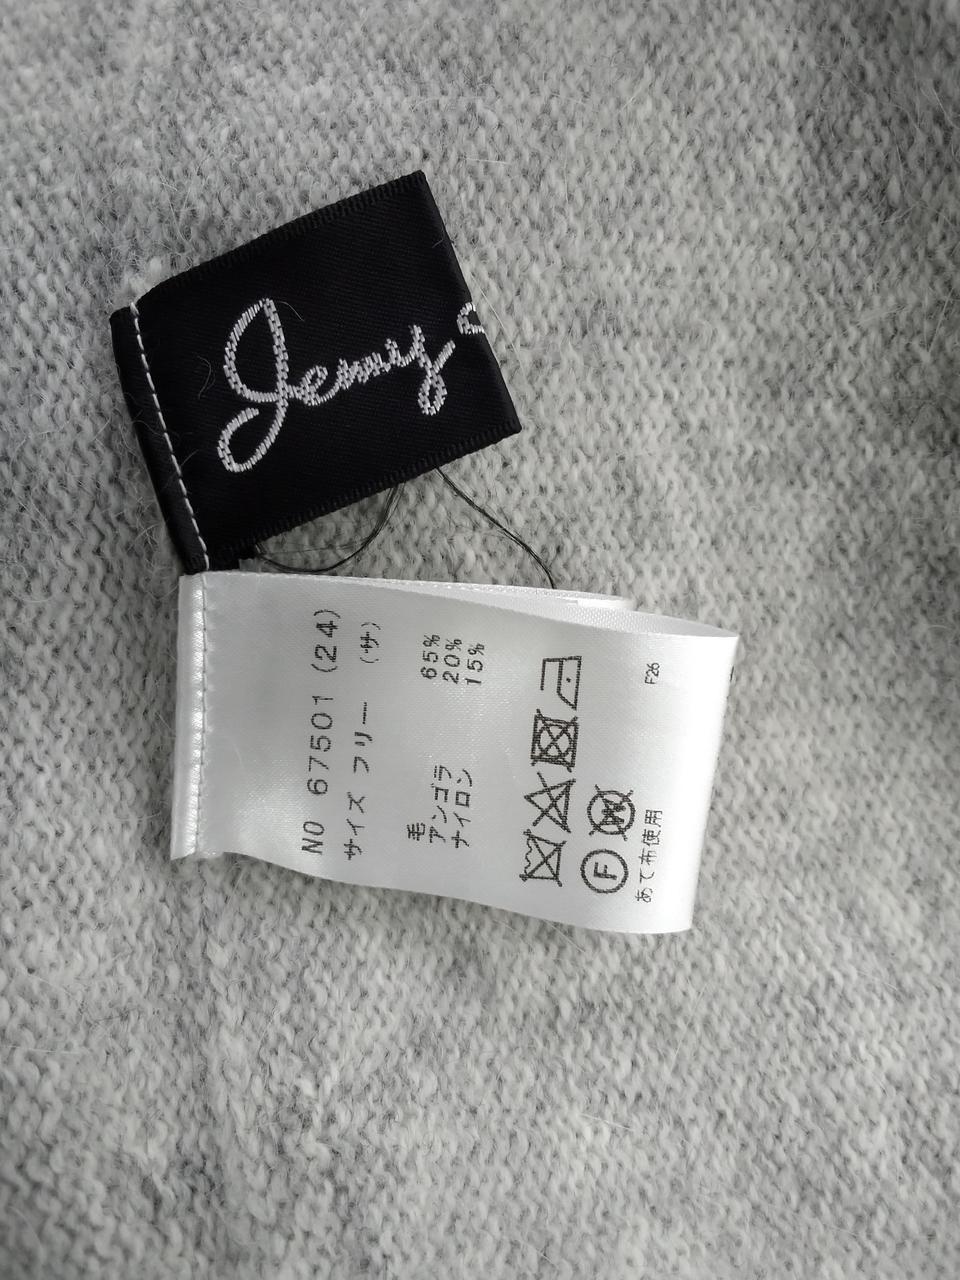 Jenny
NO 67501 (24)
サイズ フリー (サ)
毛 65%
アンゴラ 20%
ナイロン 15%
F
W
あて布使用
F26